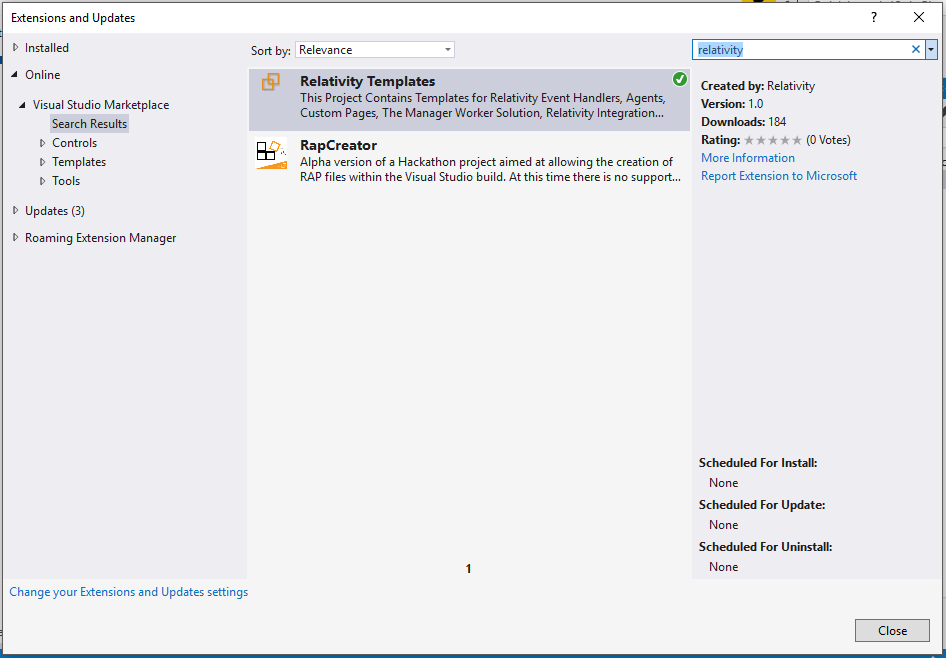 Extensions and Updates
?
Installed
Online
Visual Studio Marketplace
Search Results
Controls
Templates
Tools
Updates (3)
Roaming Extension Manager
Sort by: Relevance
Relativity Templates
This Project Contains Templates for Relativity Event Handlers, Agents,
Custom Pages, The Manager Worker Solution, Relativity Integration...
RapCreator
Alpha version of a Hackathon project aimed at allowing the creation of
RAP files within the Visual Studio build. At this time there is no support...
1
relativity
Created by: Relativity
Version: 1.0
Downloads: 184
Rating: (0 Votes)
More Information
Report Extension to Microsoft
Scheduled For Install:
None
Scheduled For Update:
None
Scheduled For Uninstall:
None
Change your Extensions and Updates settings
Close